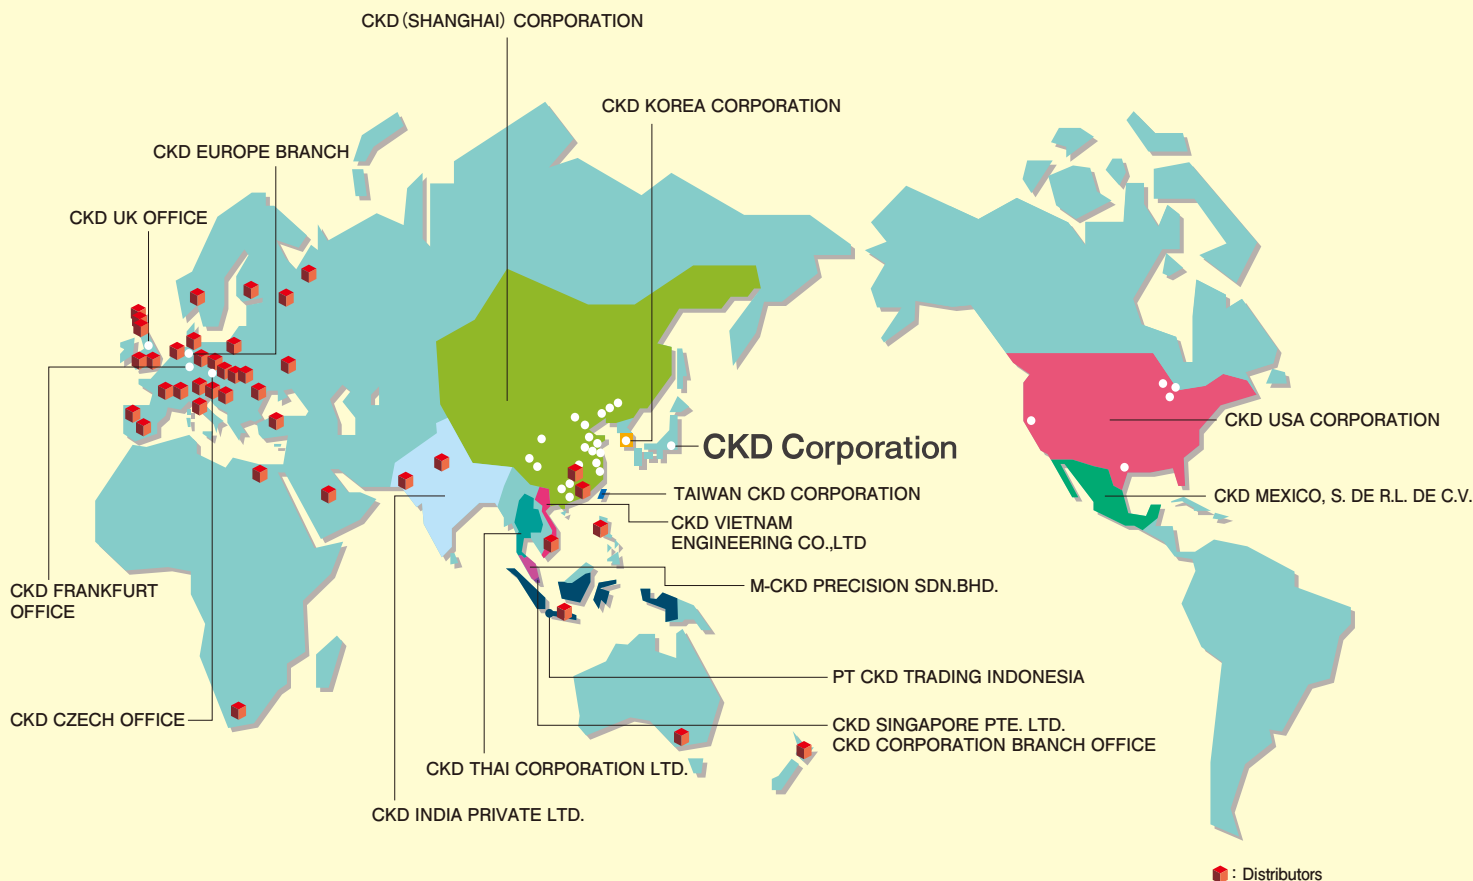 CKD(SHANGHAI) CORPORATION
CKD KOREA CORPORATION
CKD EUROPE BRANCH
CKD UK OFFICE
CKD USA CORPORATION
CKD Corporation
TAIWAN CKD CORPORATION
CKD MEXICO, S. DE R.L. DE C.V.
CKD VIETNAM
ENGINEERING CO.,LTD
CKD FRANKFURT
OFFICE
M-CKD PRECISION SDN.BHD.
PT CKD TRADING INDONESIA
CKD CZECH OFFICE
CKD SINGAPORE PTE. LTD.
CKD CORPORATION BRANCH OFFICE
CKD THAI CORPORATION LTD.
CKD INDIA PRIVATE LTD.
: Distributors